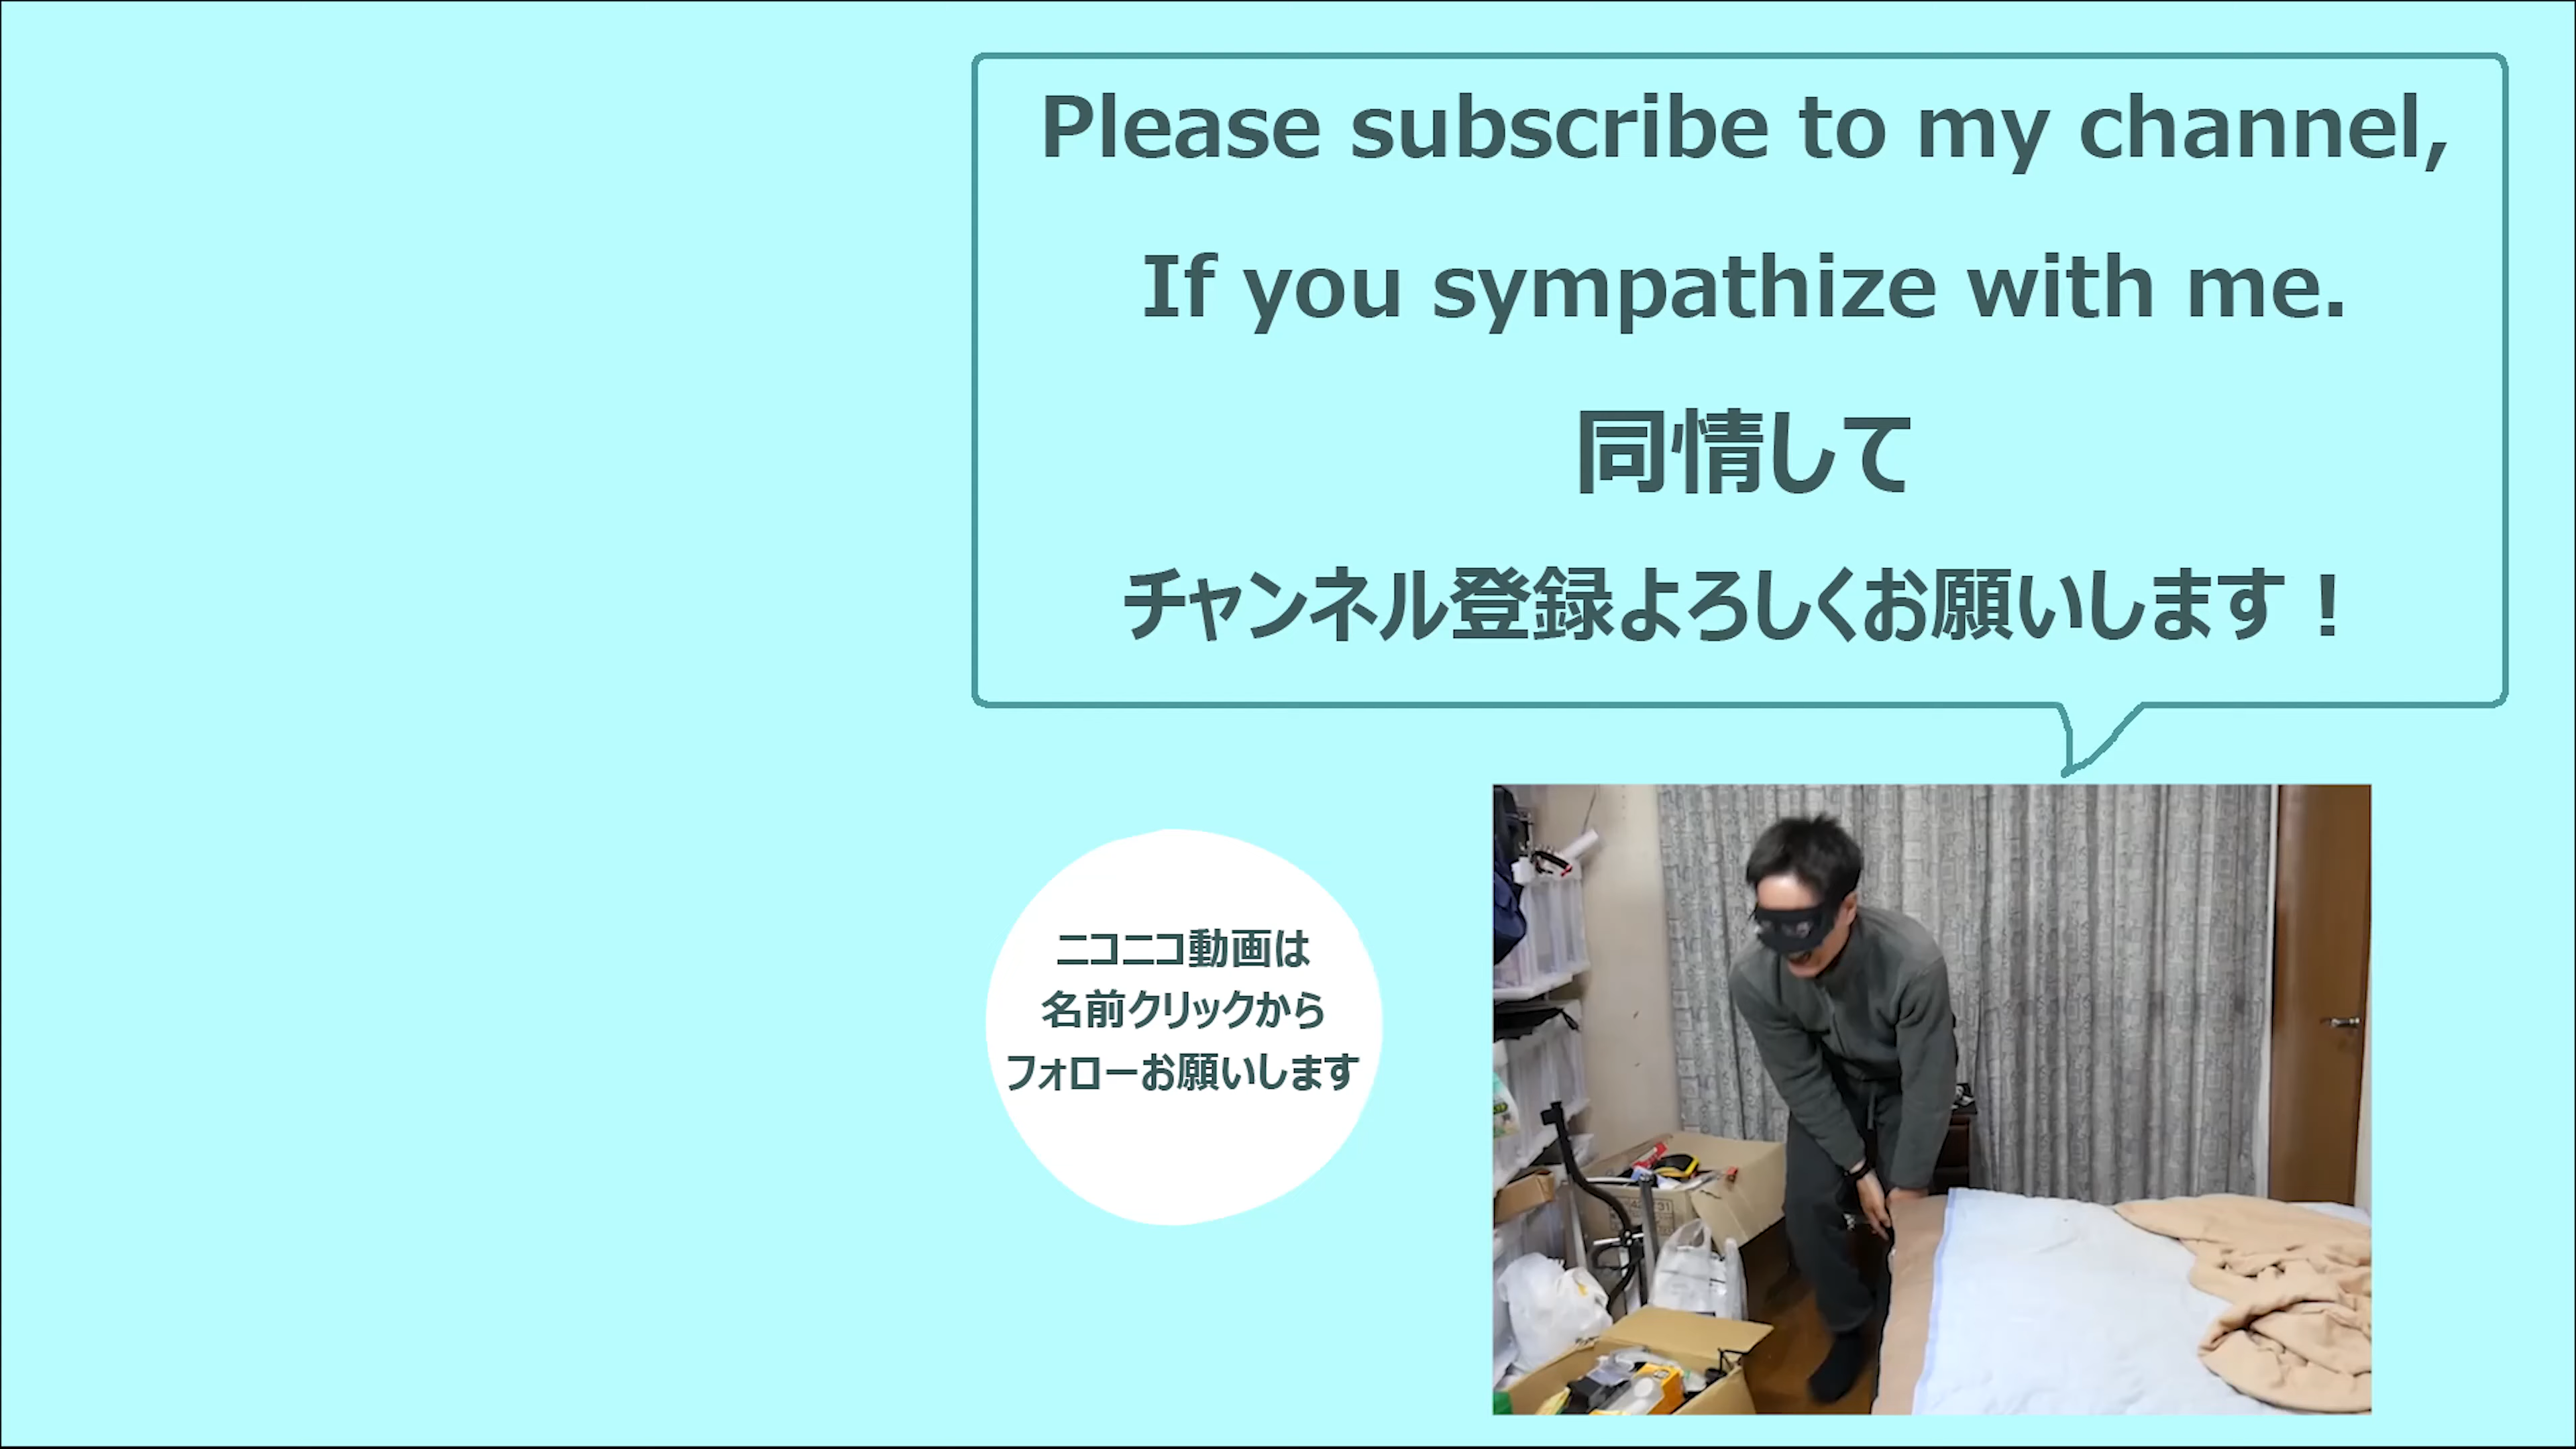 Please subscribe to my channel,
If you sympathize with me.
同情して
チャンネル登録よろしくお願いします！
ニコニコ動画は
名前クリックから
フォローお願いします